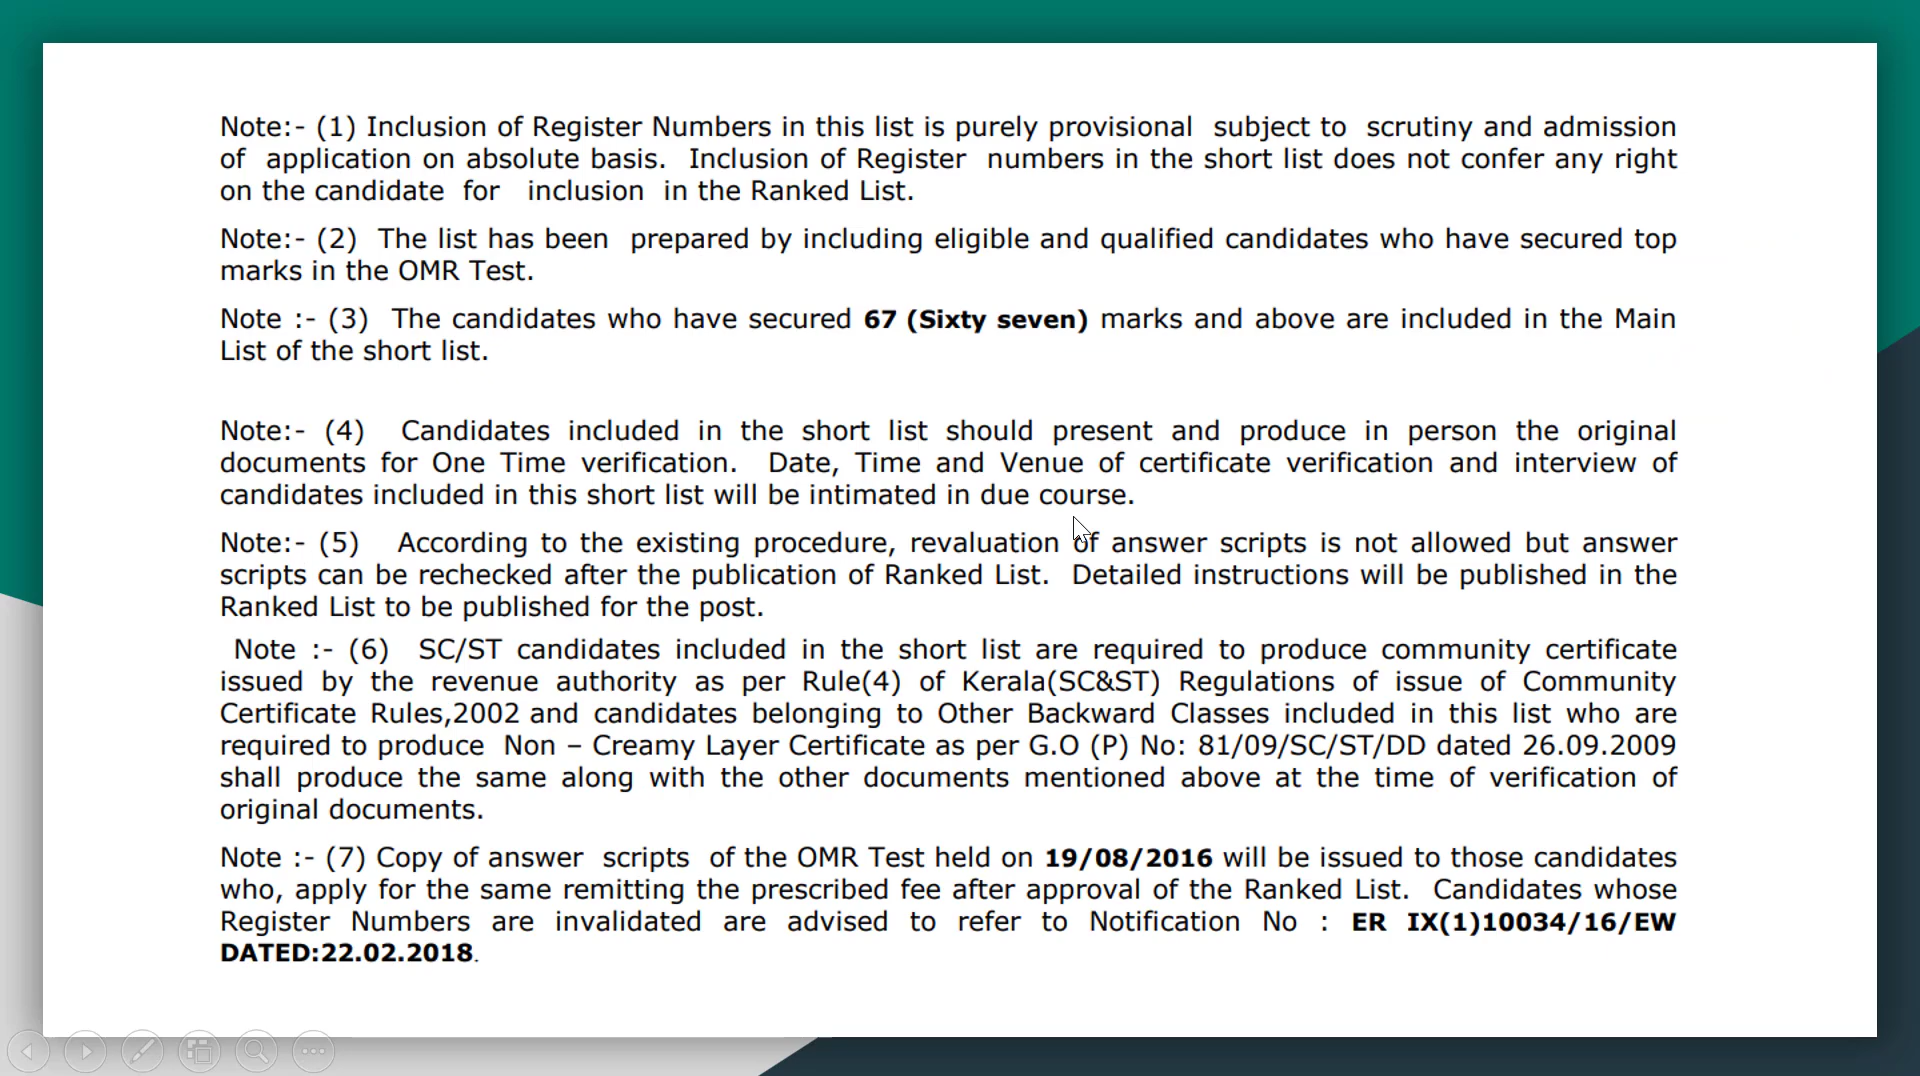 Note:- (1) Inclusion of Register Numbers in this list is purely provisional subject to scrutiny and admission
of application on absolute basis. Inclusion of Register numbers in the short list does not confer any right
on the candidate for inclusion in the Ranked List.
Note:- (2) The list has been prepared by including eligible and qualified candidates who have secured top
marks in the OMR Test.
Note :- (3) The candidates who have secured 67 (Sixty seven) marks and above are included in the Main
List of the short list.
Note:- (4) Candidates included in the short list should present and produce in person the original
documents for One Time verification. Date, Time and Venue of certificate verification and interview of
candidates included in this short list will be intimated in due course.
Note:- (5) According to the existing procedure, revaluation of answer scripts is not allowed but answer
scripts can be rechecked after the publication of Ranked List. Detailed instructions will be published in the
Ranked List to be published for the post.
Note :- (6) SC/ST candidates included in the short list are required to produce community certificate
issued by the revenue authority as per Rule(4) of Kerala(SC&ST) Regulations of issue of Community
Certificate Rules,2002 and candidates belonging to Other Backward Classes included in this list who are
required to produce Non – Creamy Layer Certificate as per G.O (P) No: 81/09/SC/ST/DD dated 26.09.2009
shall produce the same along with the other documents mentioned above at the time of verification of
original documents.
Note :- (7) Copy of answer scripts of the OMR Test held on 19/08/2016 will be issued to those candidates
who, apply for the same remitting the prescribed fee after approval of the Ranked List. Candidates whose
Register Numbers are invalidated are advised to refer to Notification No : ER IX(1)10034/16/EW
DATED:22.02.2018.